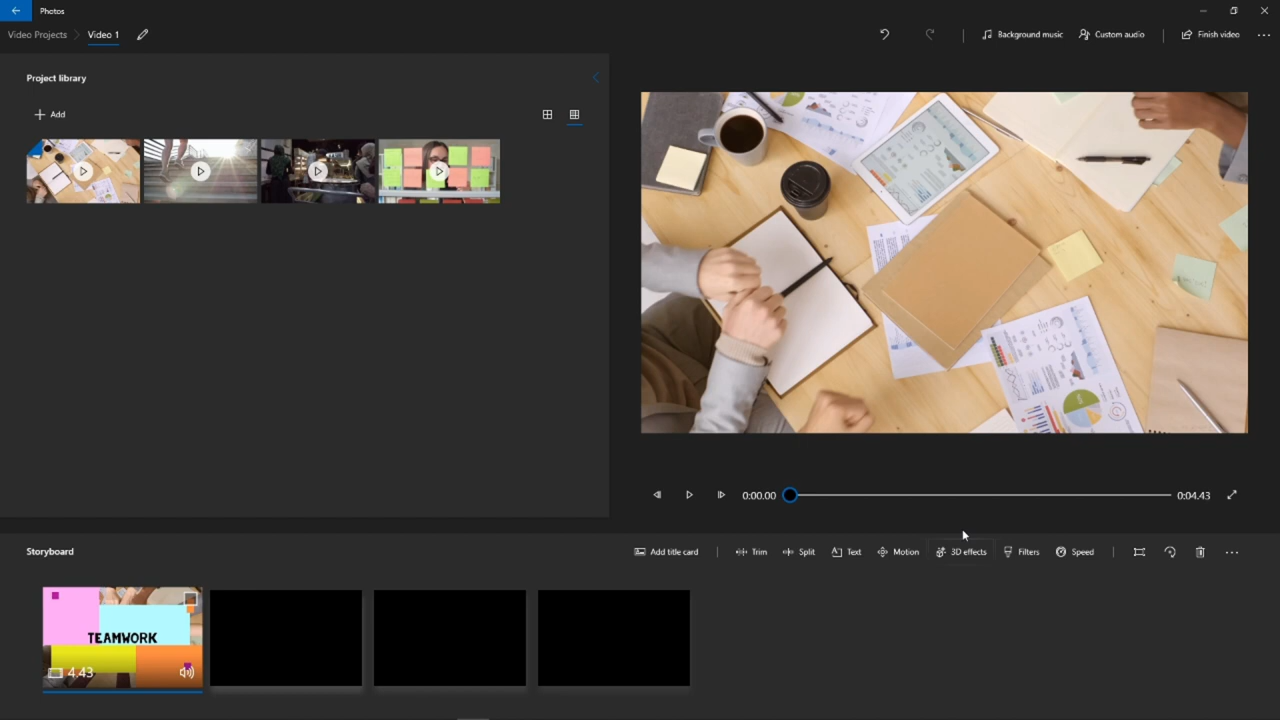 Photos
Video Projects > Video 1
Background music
Custom audio
Finish video
Project library
+ Add
0:00.00
0:04.43
Storyboard
Add title card
Trim
Split
Text
Motion
3D effects
Filters
Speed
TEAMWORK
4.43